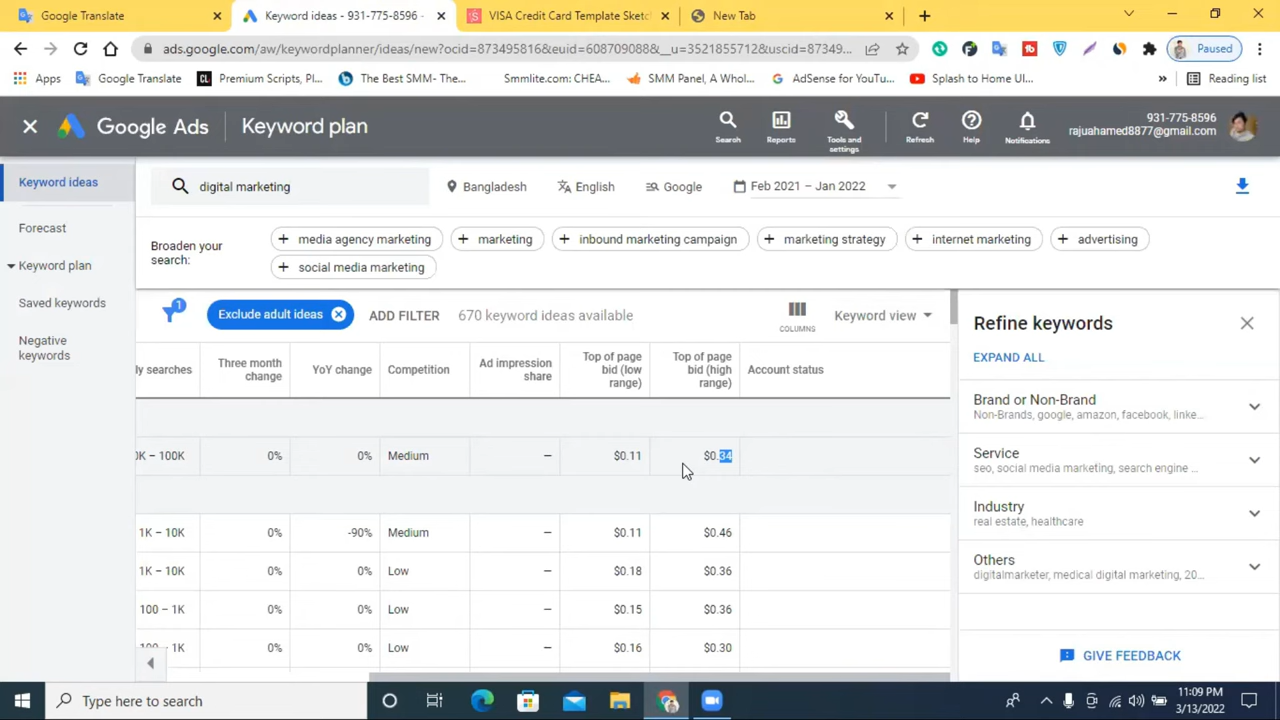 Google Translate
Keyword ideas - 931-775-8596 -
VISA Credit Card Template Sketch
New Tab
ads.google.com/aw/keywordplanner/ideas/new?ocid=873495816&euid=608709088&__u=3521855712&uscid=87349...
Paused
Apps
Google Translate
Premium Scripts, Pl...
The Best SMM- The...
Smmlite.com: CHEA...
SMM Panel, A Whol...
AdSense for YouTu...
Splash to Home UI...
»
Reading list
Google Ads
Keyword plan
Search
Reports
Tools and
settings
Refresh
Help
Notifications
931-775-8596
rajuahamed8877@gmail.com
Keyword ideas
Forecast
Keyword plan
Saved keywords
Negative
keywords
digital marketing
Bangladesh
English
Google
Feb 2021 – Jan 2022
Broaden your
search:
+ media agency marketing
+ marketing
+ inbound marketing campaign
+ marketing strategy
+ internet marketing
+ advertising
+ social media marketing
1
Exclude adult ideas
ADD FILTER
670 keyword ideas available
COLUMNS
Keyword view
ly searches
Three month
change
YoY change
Competition
Ad impression
share
Top of page
bid (low
range)
Top of page
bid (high
range)
Account status
0K – 100K 0% 0% Medium – $0.11 $0.34
1K – 10K 0% -90% Medium – $0.11 $0.46
1K – 10K 0% 0% Low – $0.18 $0.36
100 – 1K 0% 0% Low – $0.15 $0.36
100 – 1K 0% 0% Low – $0.16 $0.30
Refine keywords
EXPAND ALL
Brand or Non-Brand
Non-Brands, google, amazon, facebook, linke...
Service
seo, social media marketing, search engine ...
Industry
real estate, healthcare
Others
digitalmarketer, medical digital marketing, 20...
GIVE FEEDBACK
Type here to search
11:09 PM
3/13/2022